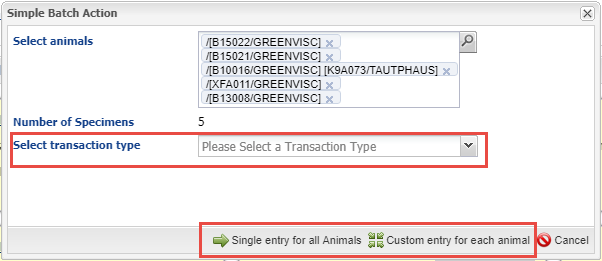 Simple Batch Action
Select animals
/[B15022/GREENVISC]
/[B15021/GREENVISC]
/[B10016/GREENVISC] [K9A073/TAUTPHAUS]
/[XFA011/GREENVISC]
/[B13008/GREENVISC]
Number of Specimens 5
Select transaction type Please Select a Transaction Type
Single entry for all Animals Custom entry for each animal Cancel